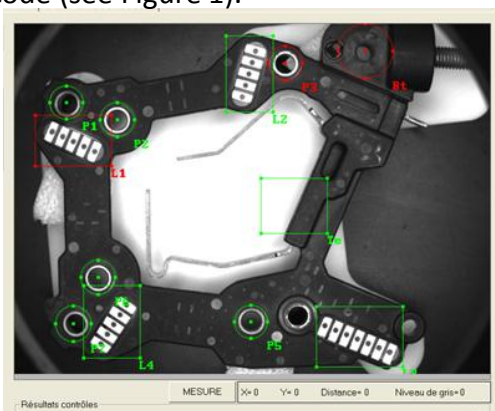 ode (see Figure 1).
L2
P3
Bt
P1
P2
L1
P5
L4
MESURE
X= 0
Y= 0
Distance= 0
Niveau de gris= 0
Résultats contrôles